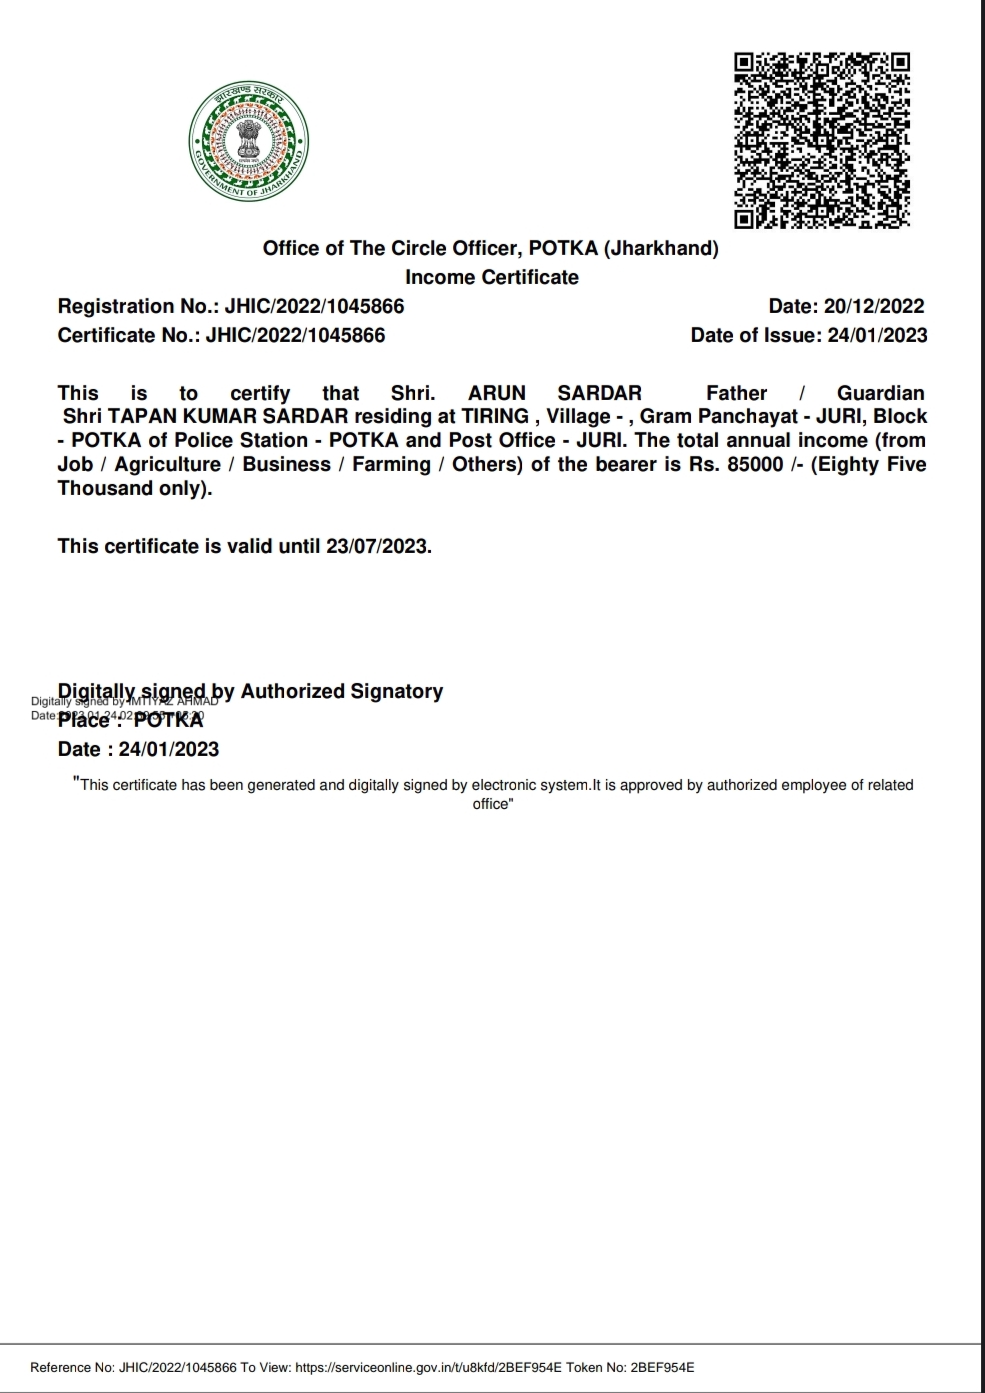 झारखण्ड सरकार
GOVERNMENT OF JHARKHAND
Office of The Circle Officer, POTKA (Jharkhand)
Income Certificate
Registration No.: JHIC/2022/1045866 Date: 20/12/2022
Certificate No.: JHIC/2022/1045866 Date of Issue: 24/01/2023
This is to certify that Shri. ARUN SARDAR Father / Guardian
Shri TAPAN KUMAR SARDAR residing at TIRING , Village - , Gram Panchayat - JURI, Block
- POTKA of Police Station - POTKA and Post Office - JURI. The total annual income (from
Job / Agriculture / Business / Farming / Others) of the bearer is Rs. 85000 /- (Eighty Five
Thousand only).
This certificate is valid until 23/07/2023.
Digitally signed by Authorized Signatory
Digitally signed by IMTIYAZ AHMAD
Date:
Place : POTKA
Date : 24/01/2023
"This certificate has been generated and digitally signed by electronic system.It is approved by authorized employee of related
office"
Reference No: JHIC/2022/1045866 To View: https://serviceonline.gov.in/t/u8kfd/2BEF954E Token No: 2BEF954E